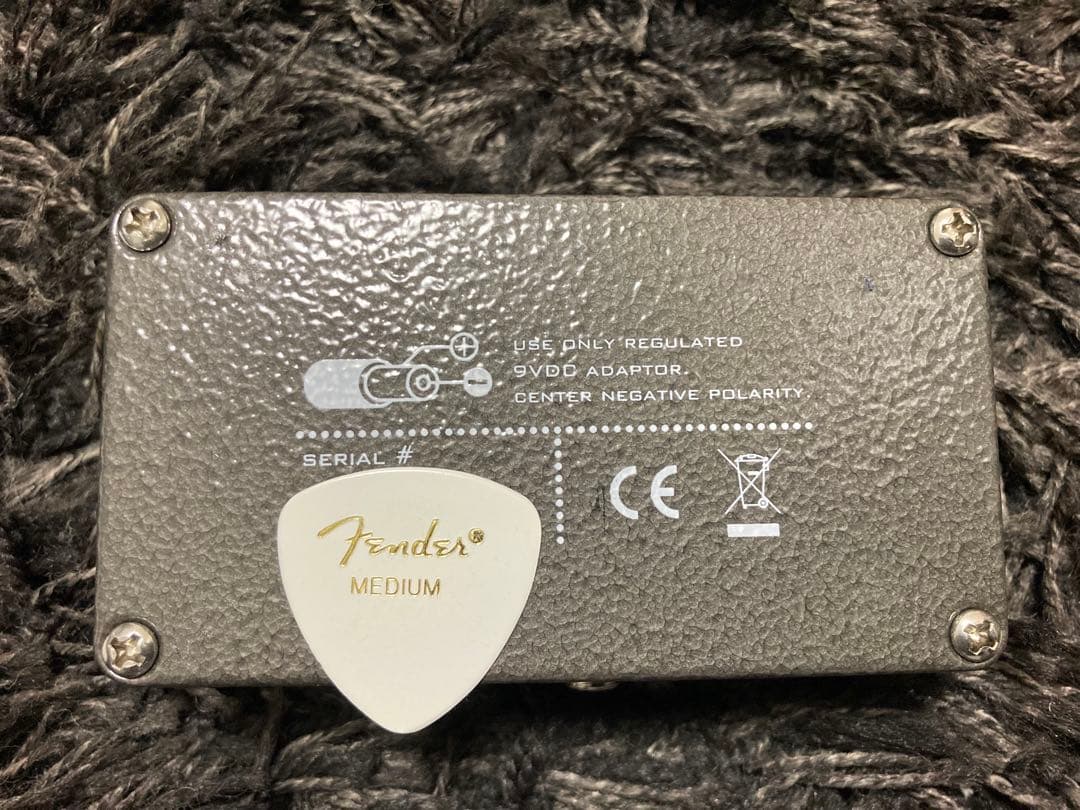 USE ONLY REGULATED
9VDC ADAPTOR.
CENTER NEGATIVE POLARITY.
SERIAL #
CE
Fender®
MEDIUM